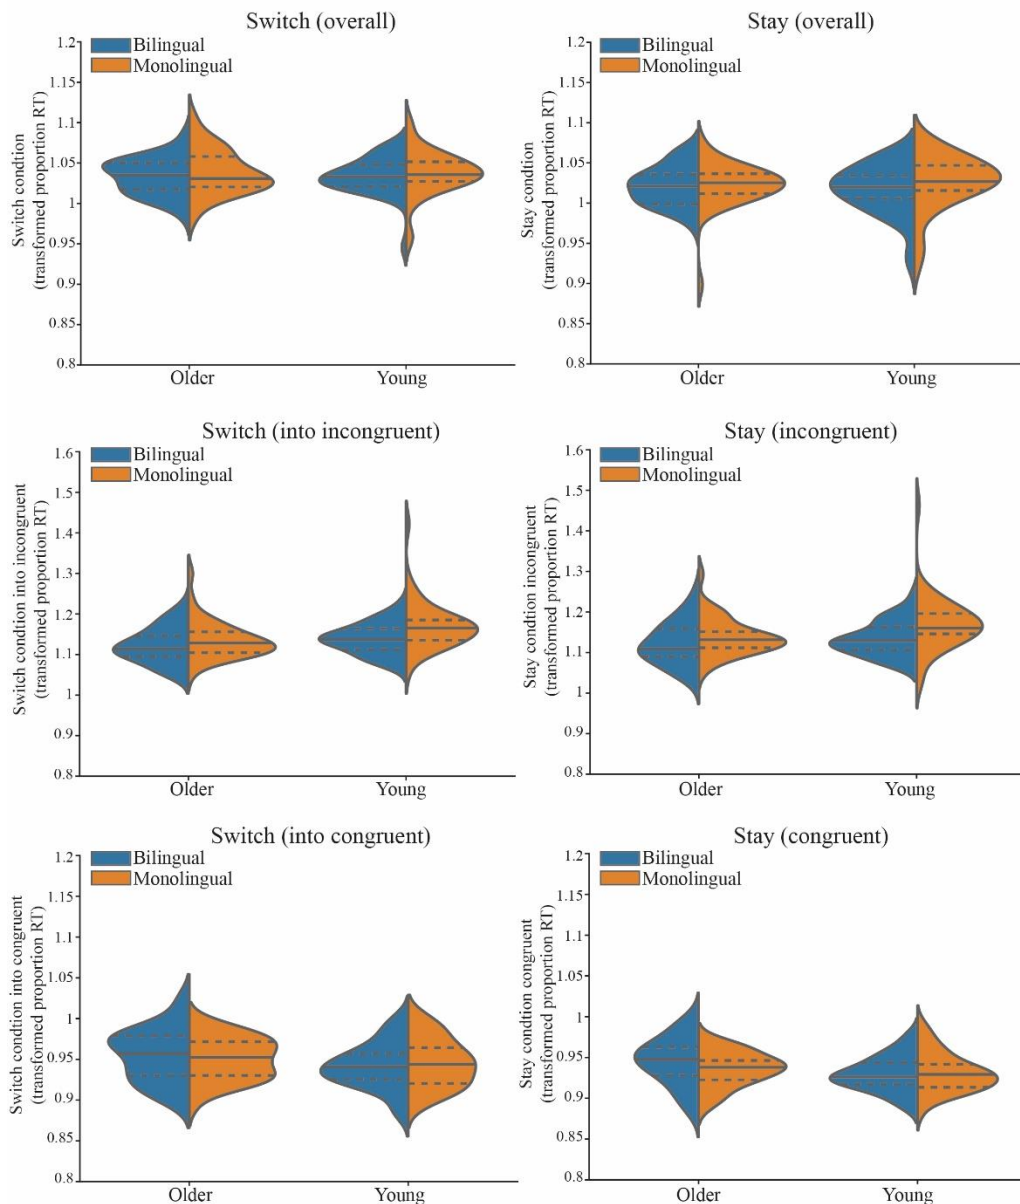 Switch (overall)
Bilingual
Monolingual
Switch condition
(transformed proportion RT)
1.2
1.15
1.1
1.05
1
0.95
0.9
0.85
0.8
Older
Young
Stay (overall)
Bilingual
Monolingual
Stay condtion
(transformed proportion RT)
1.2
1.15
1.1
1.05
1
0.95
0.9
0.85
0.8
Older
Young
Switch (into incongruent)
Bilingual
Monolingual
Switch condition into incongruent
(transformed proportion RT)
1.6
1.5
1.4
1.3
1.2
1.1
1
0.9
0.8
Older
Young
Stay (incongruent)
Bilingual
Monolingual
Stay condition incongruent
(transformed proportion RT)
1.6
1.5
1.4
1.3
1.2
1.1
1
0.9
0.8
Older
Young
Switch (into congruent)
Bilingual
Monolingual
Switch condtion into congruent
(transformed proportion RT)
1.2
1.15
1.1
1.05
1
0.95
0.9
0.85
0.8
Older
Young
Stay (congruent)
Bilingual
Monolingual
Stay condtion congruent
(transformed proportion RT)
1.2
1.15
1.1
1.05
1
0.95
0.9
0.85
0.8
Older
Young